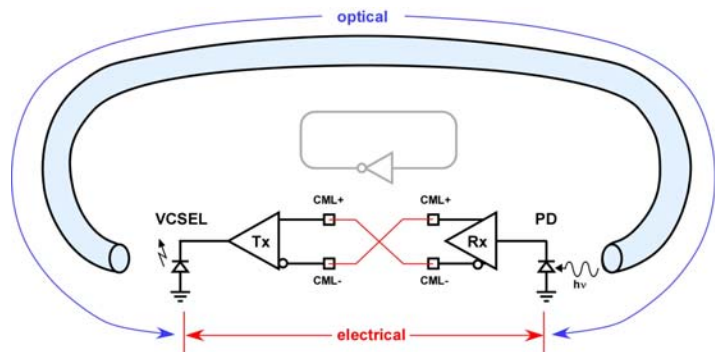 optical
CML+ CML+
VCSEL PD
Tx Rx
CML- CML-
hν
electrical